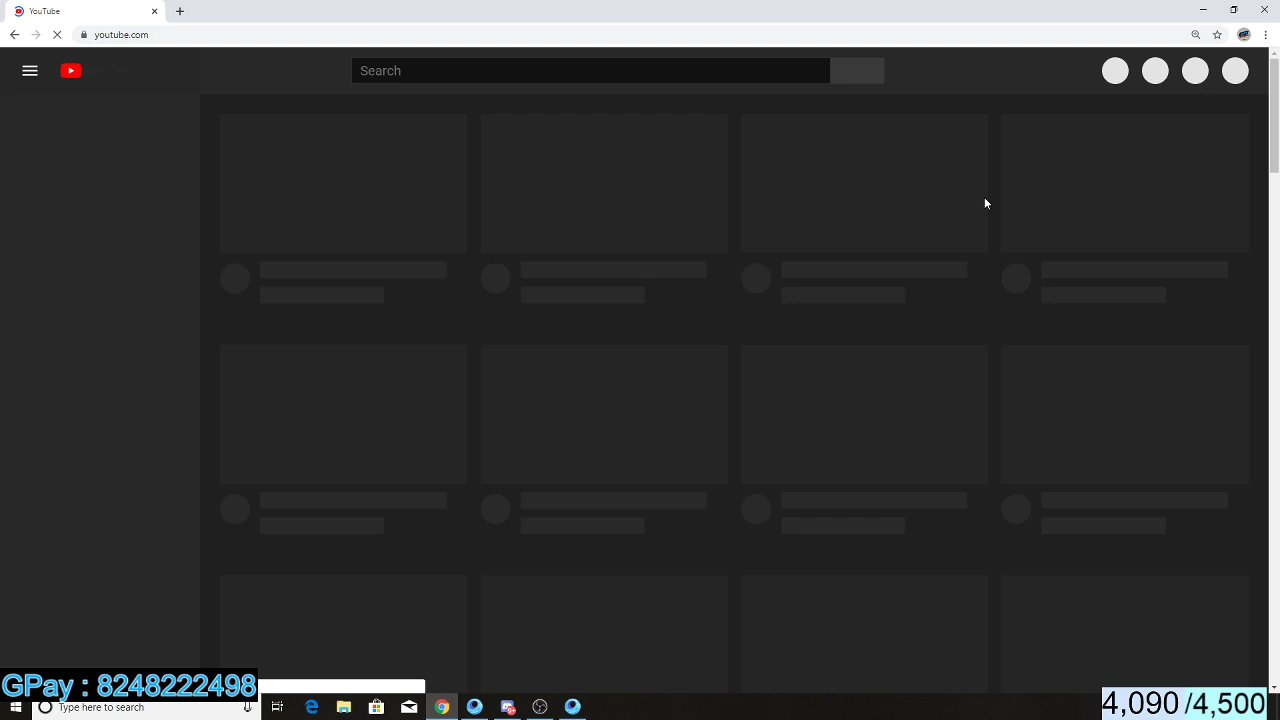 YouTube
youtube.com
Search
GPay : 8248222498
Type here to search
4,090 /4,500